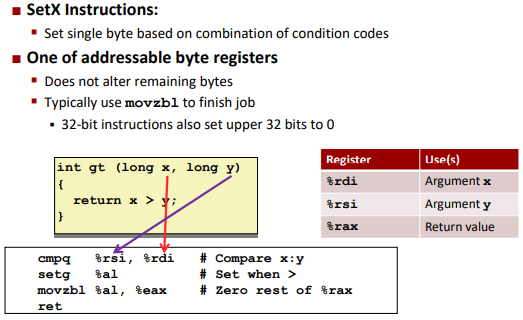 SetX Instructions:
Set single byte based on combination of condition codes
One of addressable byte registers
Does not alter remaining bytes
Typically use movzbl to finish job
32-bit instructions also set upper 32 bits to 0
int gt (long x, long y)
{
return x > y;
}
Register Use(s)
%rdi Argument x
%rsi Argument y
%rax Return value
cmpq %rsi, %rdi # Compare x:y
setg %al # Set when >
movzbl %al, %eax # Zero rest of %rax
ret